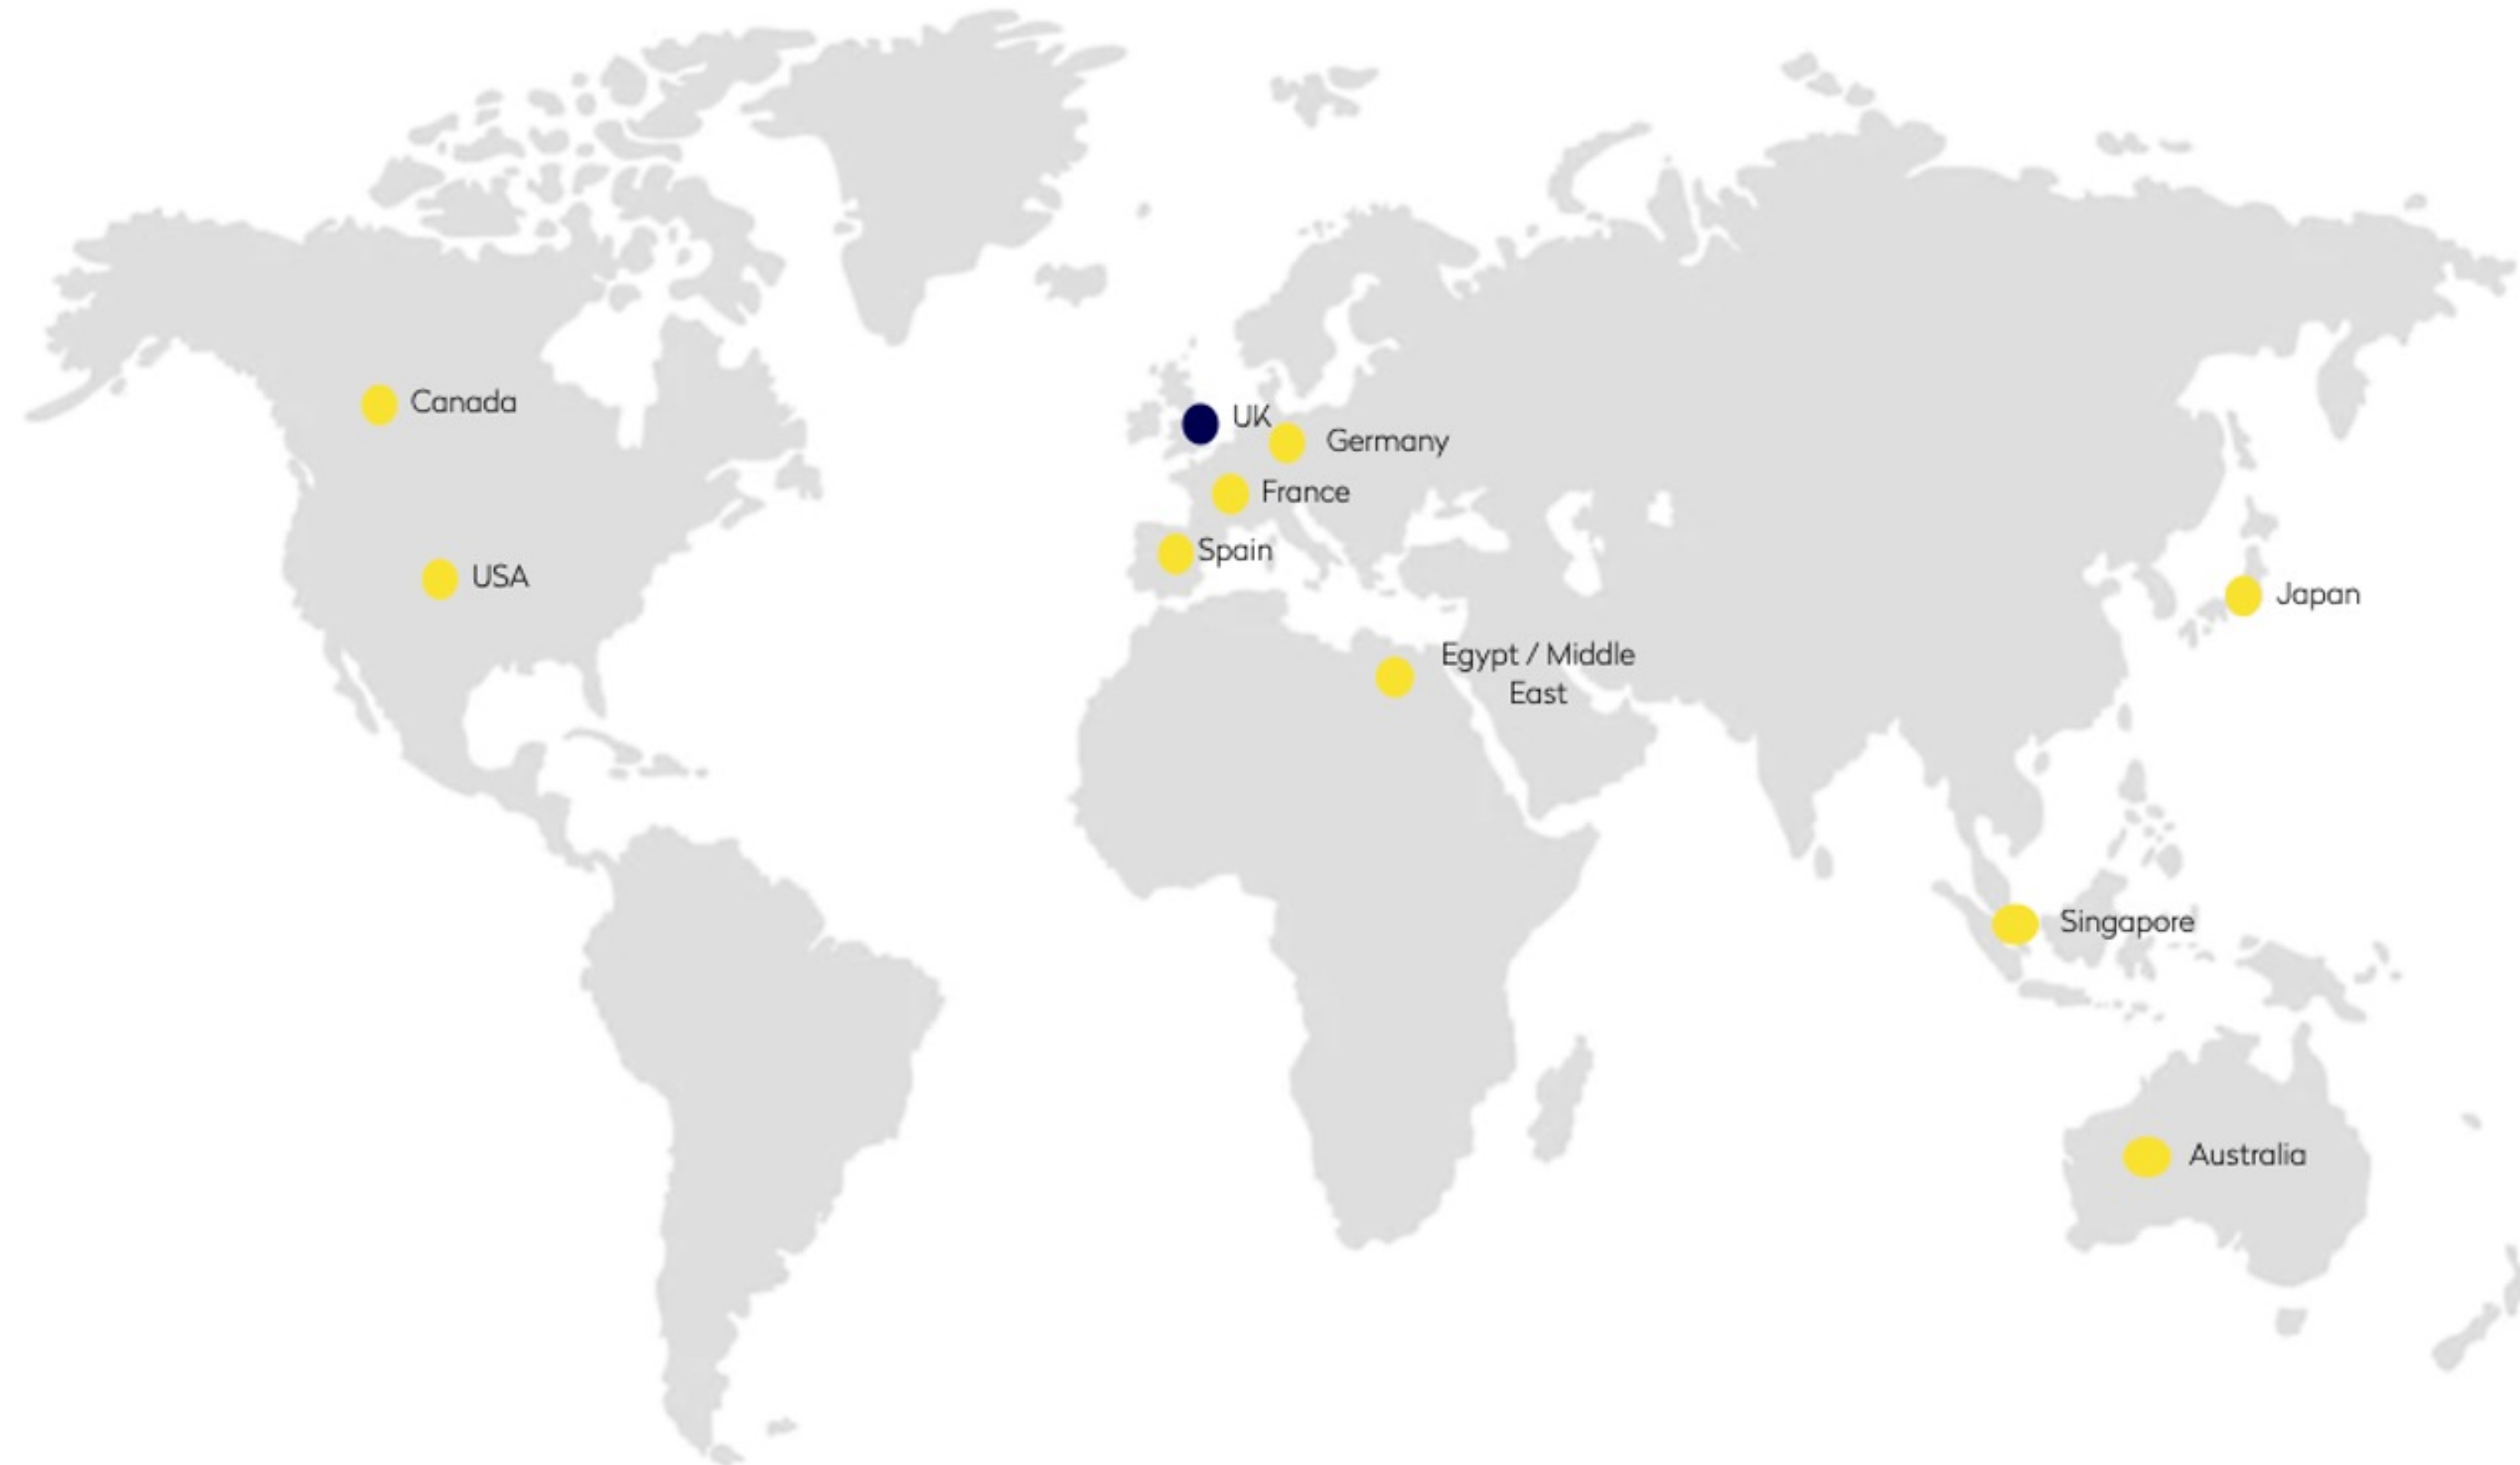 Canada
UK
Germany
France
Spain
USA
Japan
Egypt / Middle
East
Singapore
Australia